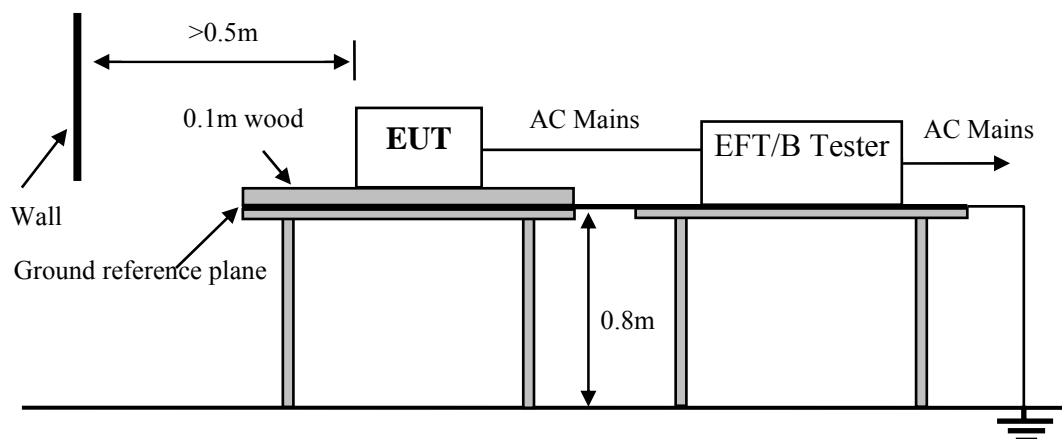 >0.5m
0.1m wood
EUT
AC Mains
EFT/B Tester
AC Mains
Wall
Ground reference plane
0.8m